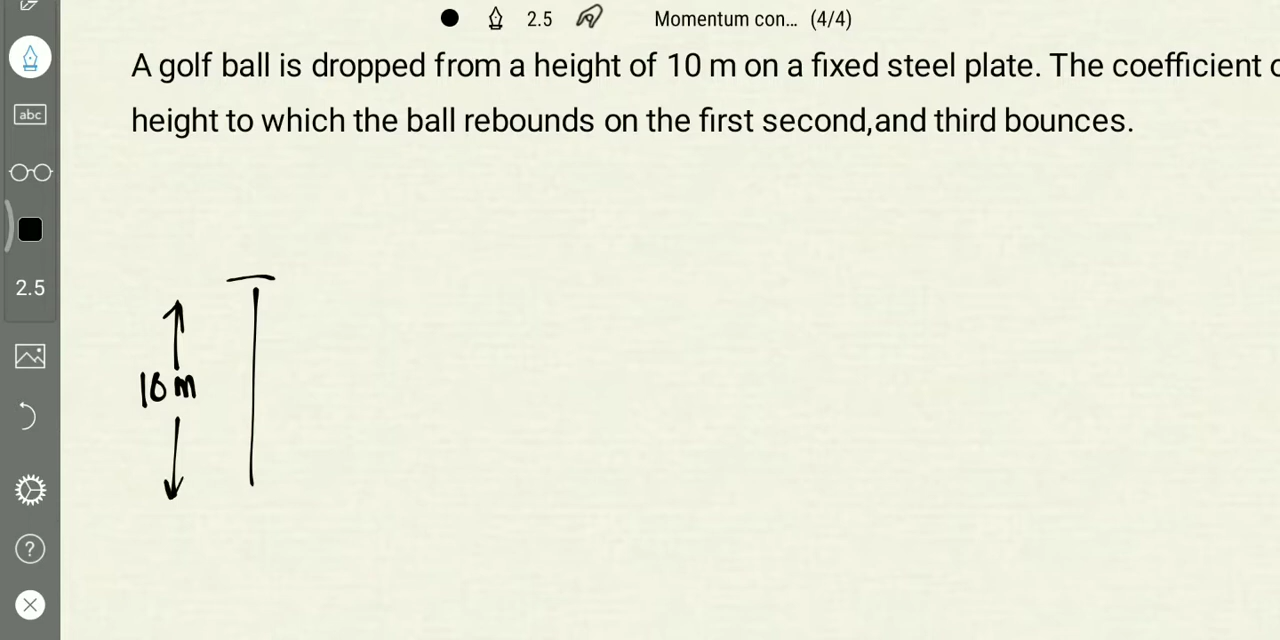 2.5 Momentum con... (4/4)
A golf ball is dropped from a height of 10 m on a fixed steel plate. The coefficient
height to which the ball rebounds on the first second,and third bounces.
abc
2.5
10 m
?